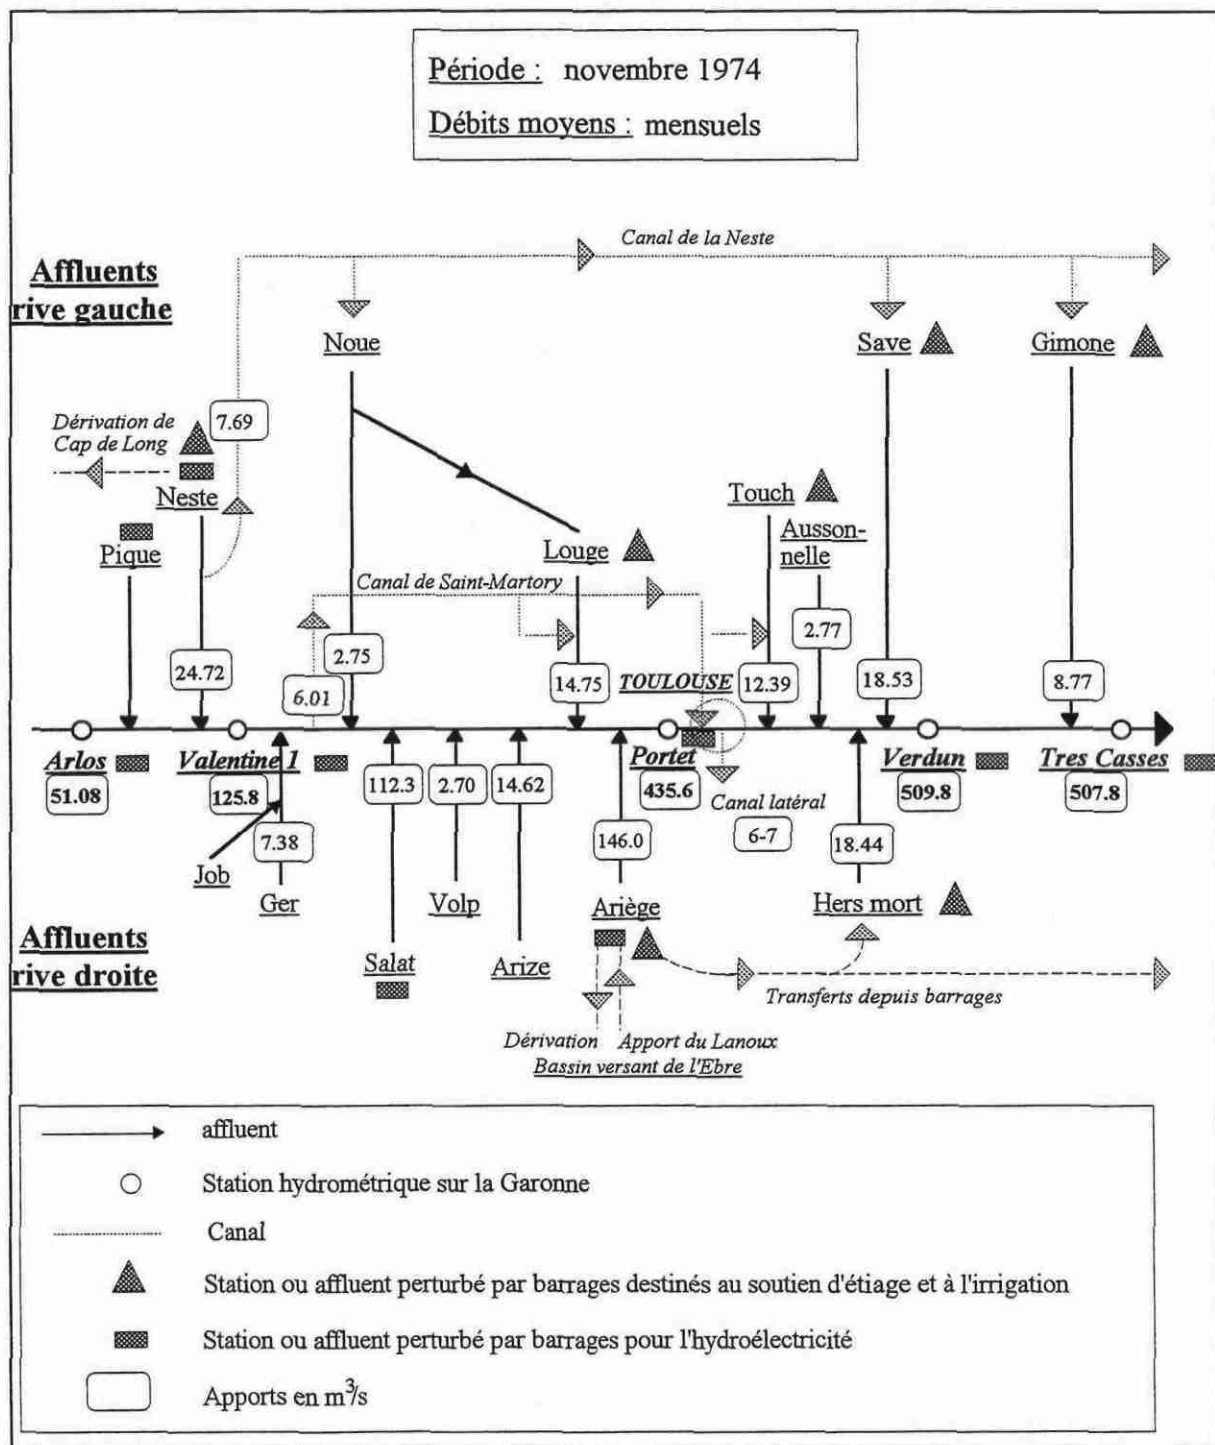 Période : novembre 1974
Débits moyens : mensuels
Canal de la Neste
Affluents
rive gauche
Noue
Save
Gimone
7.69
Dérivation de
Cap de Long
Neste
Touch
Pique
Louge
Ausson-
nelle
Canal de Saint-Martory
24.72
6.01
2.75
14.75
TOULOUSE
12.39
2.77
18.53
8.77
Arlos
51.08
Valentine 1
125.8
112.3
2.70
14.62
Portet
435.6
Verdun
509.8
Tres Casses
507.8
Canal latéral
6-7
7.38
146.0
18.44
Job
Ger
Volp
Ariège
Hers mort
Affluents
rive droite
Salat
Arize
Transferts depuis barrages
Dérivation
Apport du Lanoux
Bassin versant de l'Ebre
affluent
Station hydrométrique sur la Garonne
Canal
Station ou affluent perturbé par barrages destinés au soutien d'étiage et à l'irrigation
Station ou affluent perturbé par barrages pour l'hydroélectricité
Apports en m³/s